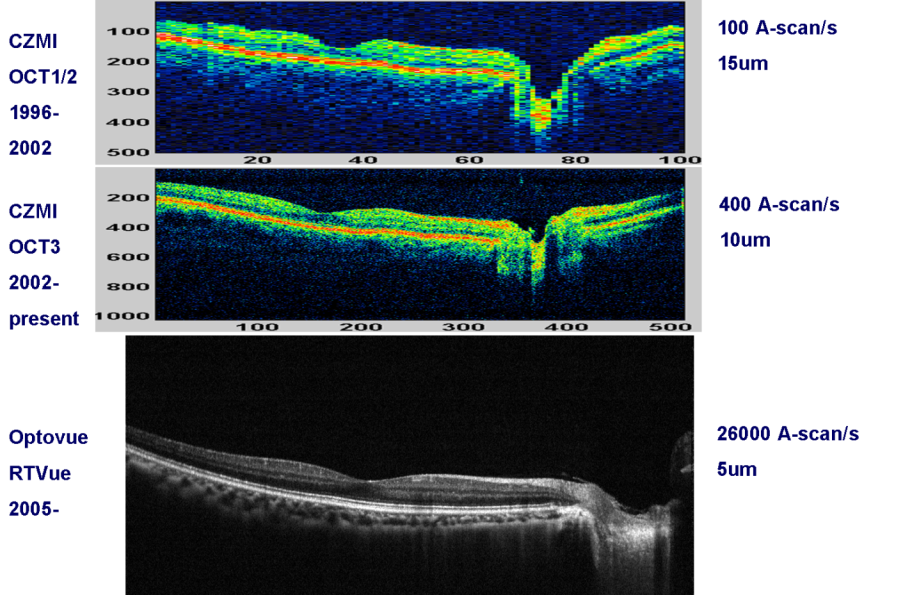 CZMI
OCT1/2
1996-
2002
100
200
300
400
500
20 40 60 80 100
100 A-scan/s
15um
CZMI
OCT3
2002-
present
200
400
600
800
1000
100 200 300 400 500
400 A-scan/s
10um
Optovue
RTVue
2005-
26000 A-scan/s
5um